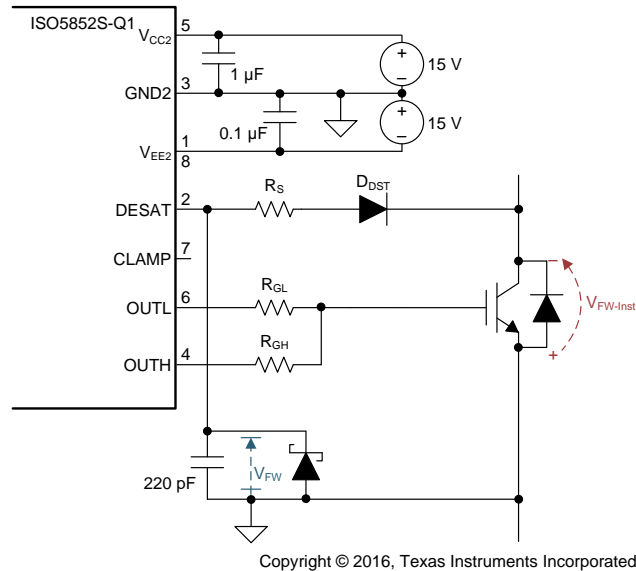 ISO5852S-Q1
5
VCC2
+
15 V
–
1 µF
3
GND2
+
15 V
–
0.1 µF
VEE2
1
8
RS
DDST
DESAT
2
–
CLAMP
7
VFW-Inst
OUTL
6
RGL
+
OUTH
4
RGH
220 pF
VFW
Copyright © 2016, Texas Instruments Incorporated